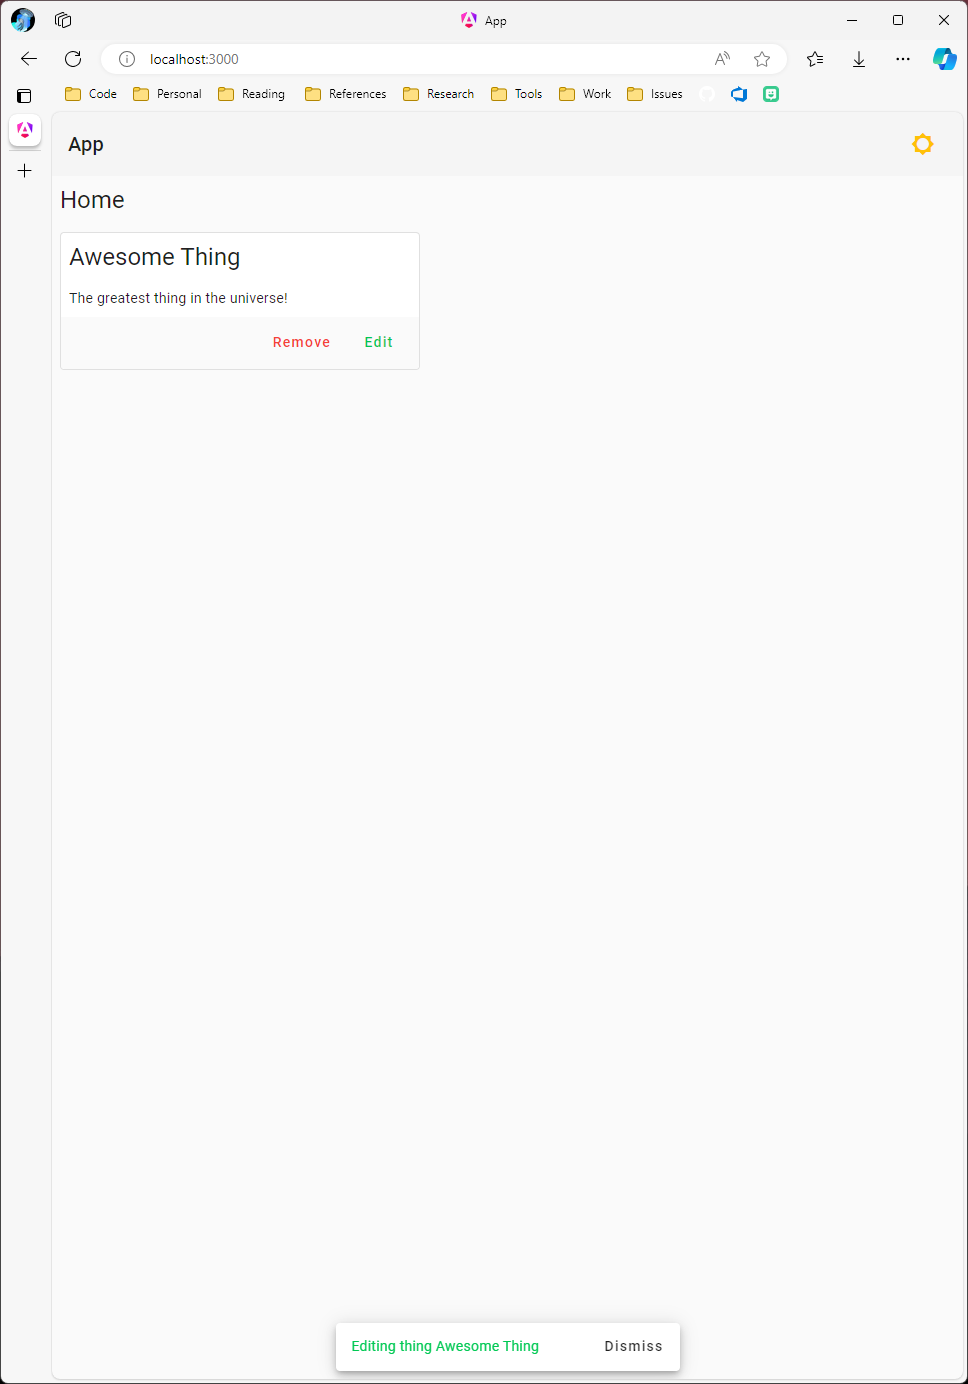 App
localhost:3000
Code Personal Reading References Research Tools Work Issues
App
Home
Awesome Thing
The greatest thing in the universe!
Remove Edit
Editing thing Awesome Thing Dismiss